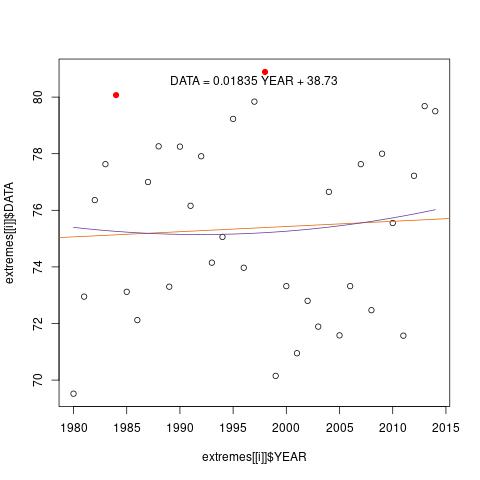 DATA = 0.01835 YEAR + 38.73
80
78
76
74
72
70
extremes[[i]]$DATA
1980 1985 1990 1995 2000 2005 2010 2015
extremes[[i]]$YEAR